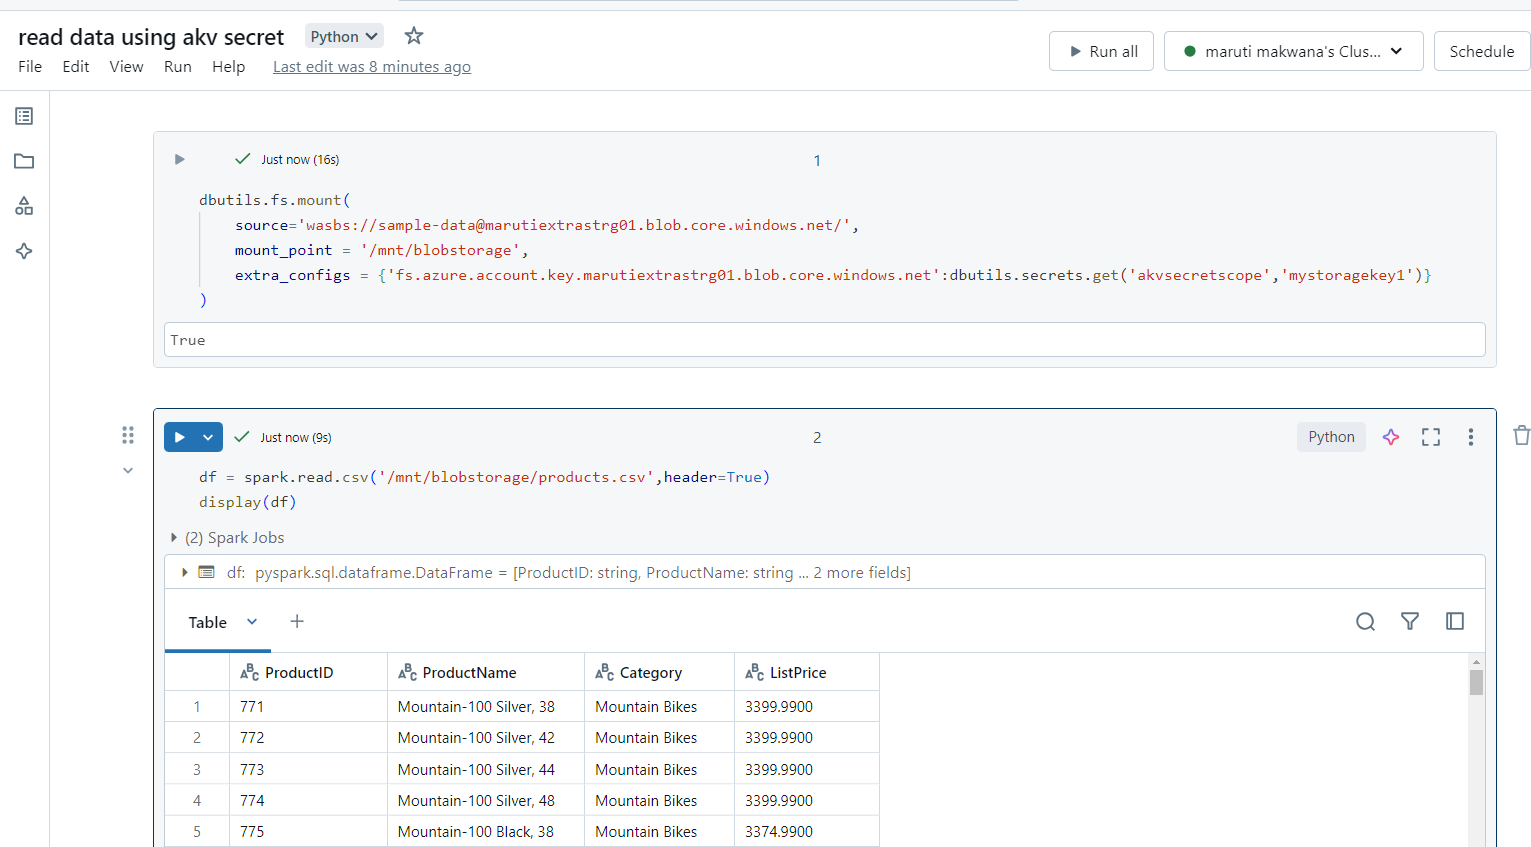 read data using akv secret Python
Run all maruti makwana's Clus... Schedule
File Edit View Run Help Last edit was 8 minutes ago
Just now (16s) 1
dbutils.fs.mount(
source='wasbs://sample-data@marutiextrastrg01.blob.core.windows.net/',
mount_point = '/mnt/blobstorage',
extra_configs = {'fs.azure.account.key.marutiextrastrg01.blob.core.windows.net':dbutils.secrets.get('akvsecretscope','mystoragekey1')}
)
True
Just now (9s) 2 Python
df = spark.read.csv('/mnt/blobstorage/products.csv',header=True)
display(df)
(2) Spark Jobs
df: pyspark.sql.dataframe.DataFrame = [ProductID: string, ProductName: string ... 2 more fields]
Table
ABC ProductID ABC ProductName ABC Category ABC ListPrice
1 771 Mountain-100 Silver, 38 Mountain Bikes 3399.9900
2 772 Mountain-100 Silver, 42 Mountain Bikes 3399.9900
3 773 Mountain-100 Silver, 44 Mountain Bikes 3399.9900
4 774 Mountain-100 Silver, 48 Mountain Bikes 3399.9900
5 775 Mountain-100 Black, 38 Mountain Bikes 3374.9900